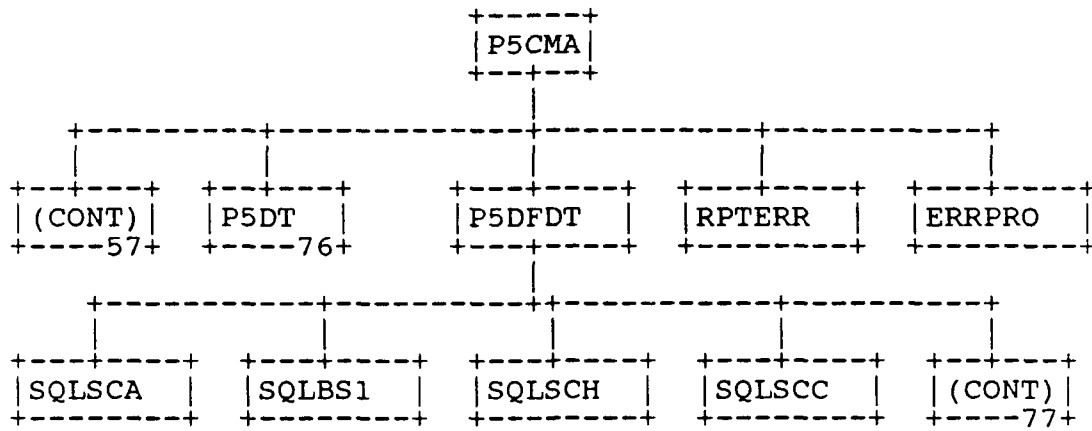 P5CMA
(CONT) P5DT P5DFDT RPTERR ERRPRO
57 76
SQLSCA SQLBS1 SQLSCH SQLSCC (CONT)
77